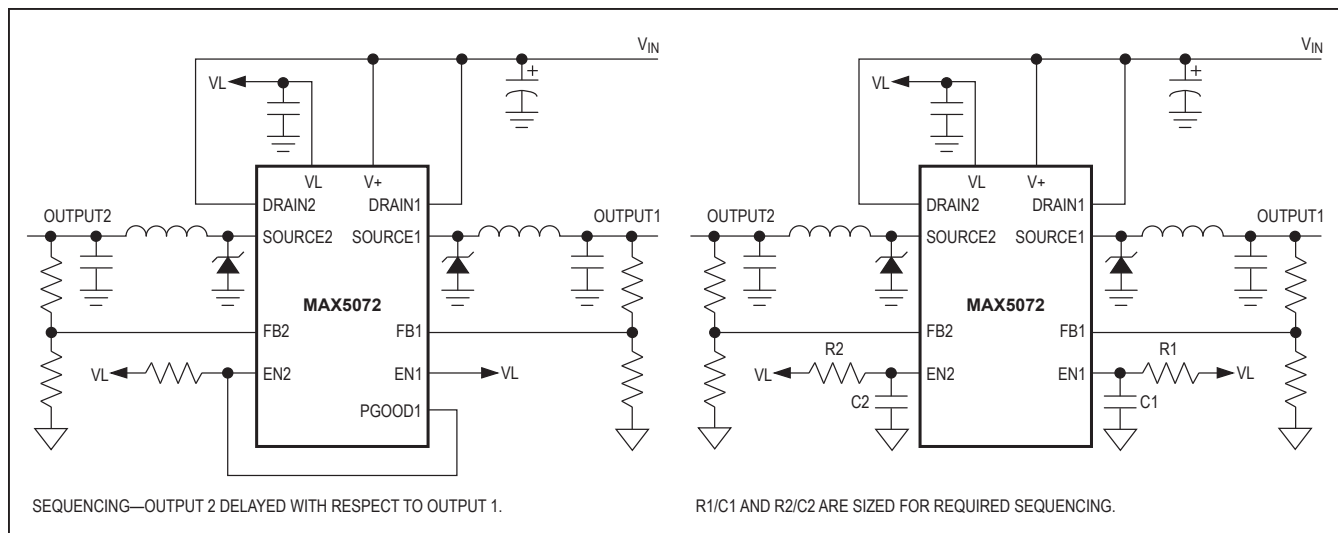 VIN
VL
VL
V+
DRAIN2
DRAIN1
OUTPUT2
OUTPUT1
SOURCE2
SOURCE1
MAX5072
FB2
FB1
VL
EN2
EN1
VL
PGOOD1
SEQUENCING—OUTPUT 2 DELAYED WITH RESPECT TO OUTPUT 1.
VIN
VL
VL
V+
DRAIN2
DRAIN1
OUTPUT2
OUTPUT1
SOURCE2
SOURCE1
MAX5072
FB2
FB1
R2
R1
VL
EN2
EN1
VL
C2
C1
R1/C1 AND R2/C2 ARE SIZED FOR REQUIRED SEQUENCING.